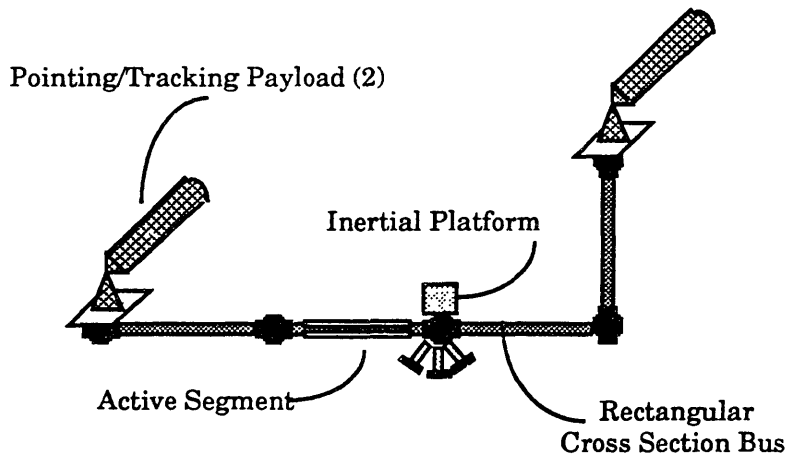 Pointing/Tracking Payload (2)
Inertial Platform
Active Segment
Rectangular
Cross Section Bus